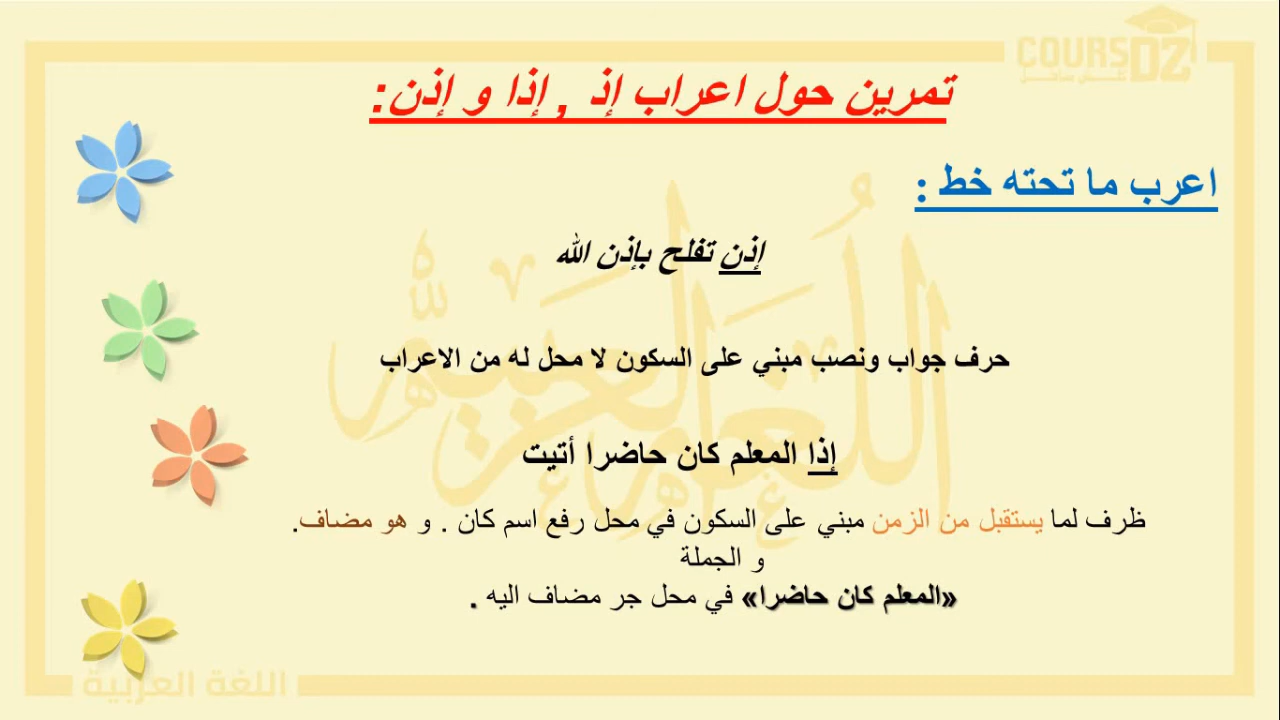 COURSDZ
تمرين حول اعراب إذ , إذا و إذن:
اعرب ما تحته خط :
إذن تفلح بإذن الله
حرف جواب ونصب مبني على السكون لا محل له من الاعراب
إذا المعلم كان حاضرا أتيت
ظرف لما يستقبل من الزمن مبني على السكون في محل رفع اسم كان . و هو مضاف.
و الجملة
«المعلم كان حاضرا» في محل جر مضاف اليه .
اللغة العربية